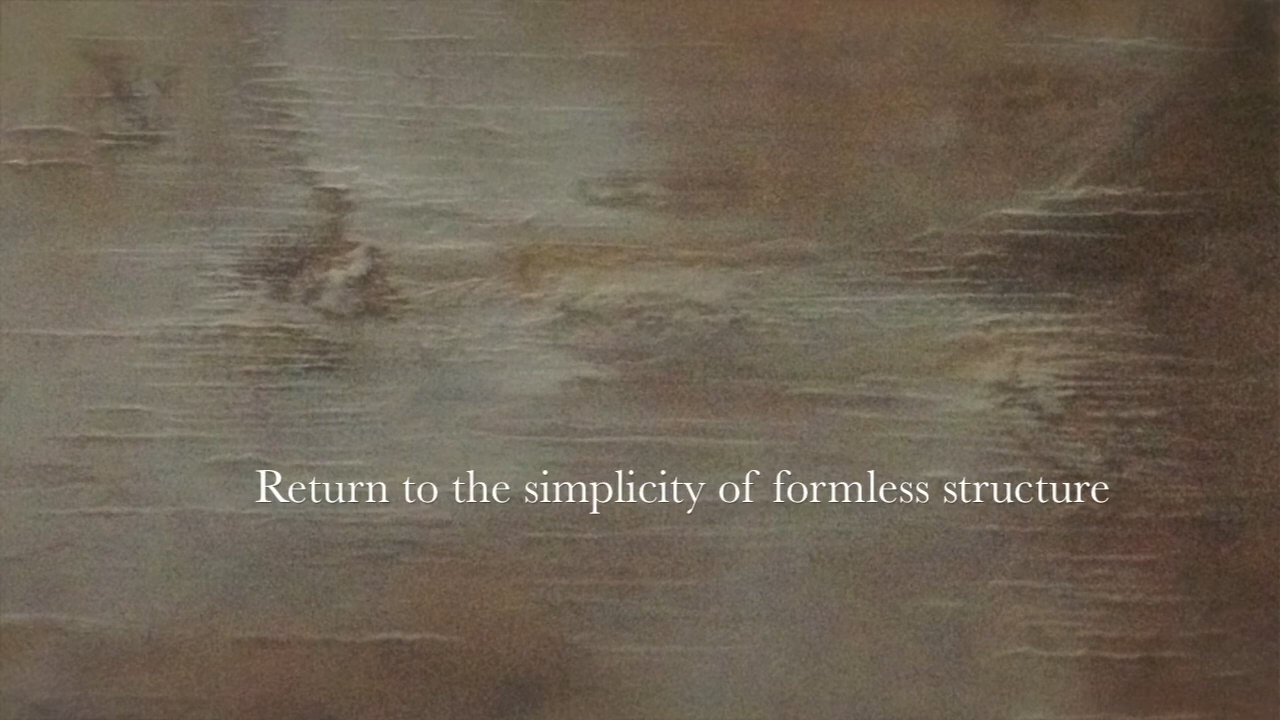 Return to the simplicity of formless structure